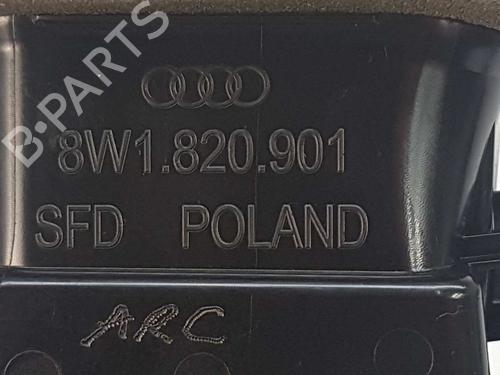 B·PARTS
8W1.820.901
SFD POLAND
ARC